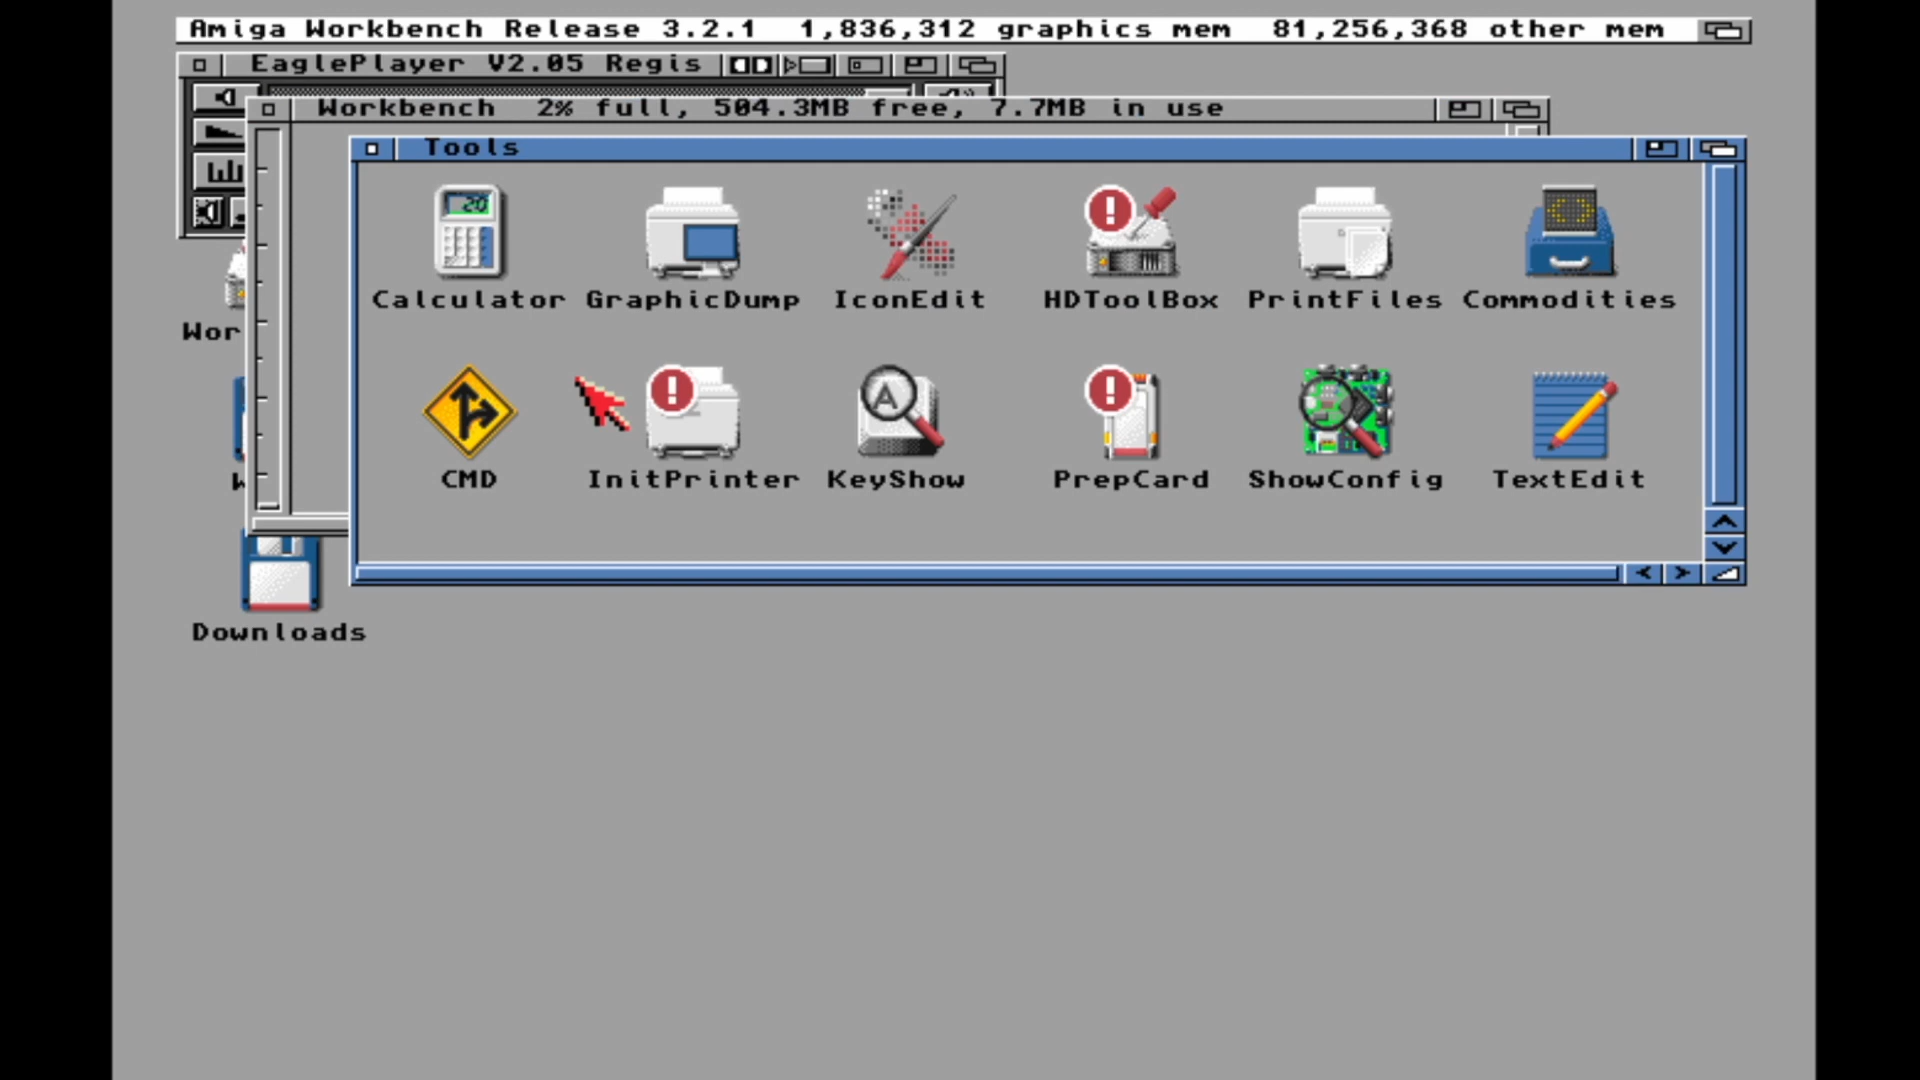 Amiga Workbench Release 3.2.1  1,836,312 graphics mem  81,256,368 other mem
EaglePlayer V2.05 Regis
Workbench  2% full, 504.3MB free, 7.7MB in use
Tools
20
Calculator GraphicDump IconEdit HDToolBox PrintFiles Commodities
Wor
A
CMD InitPrinter KeyShow PrepCard ShowConfig TextEdit
Downloads